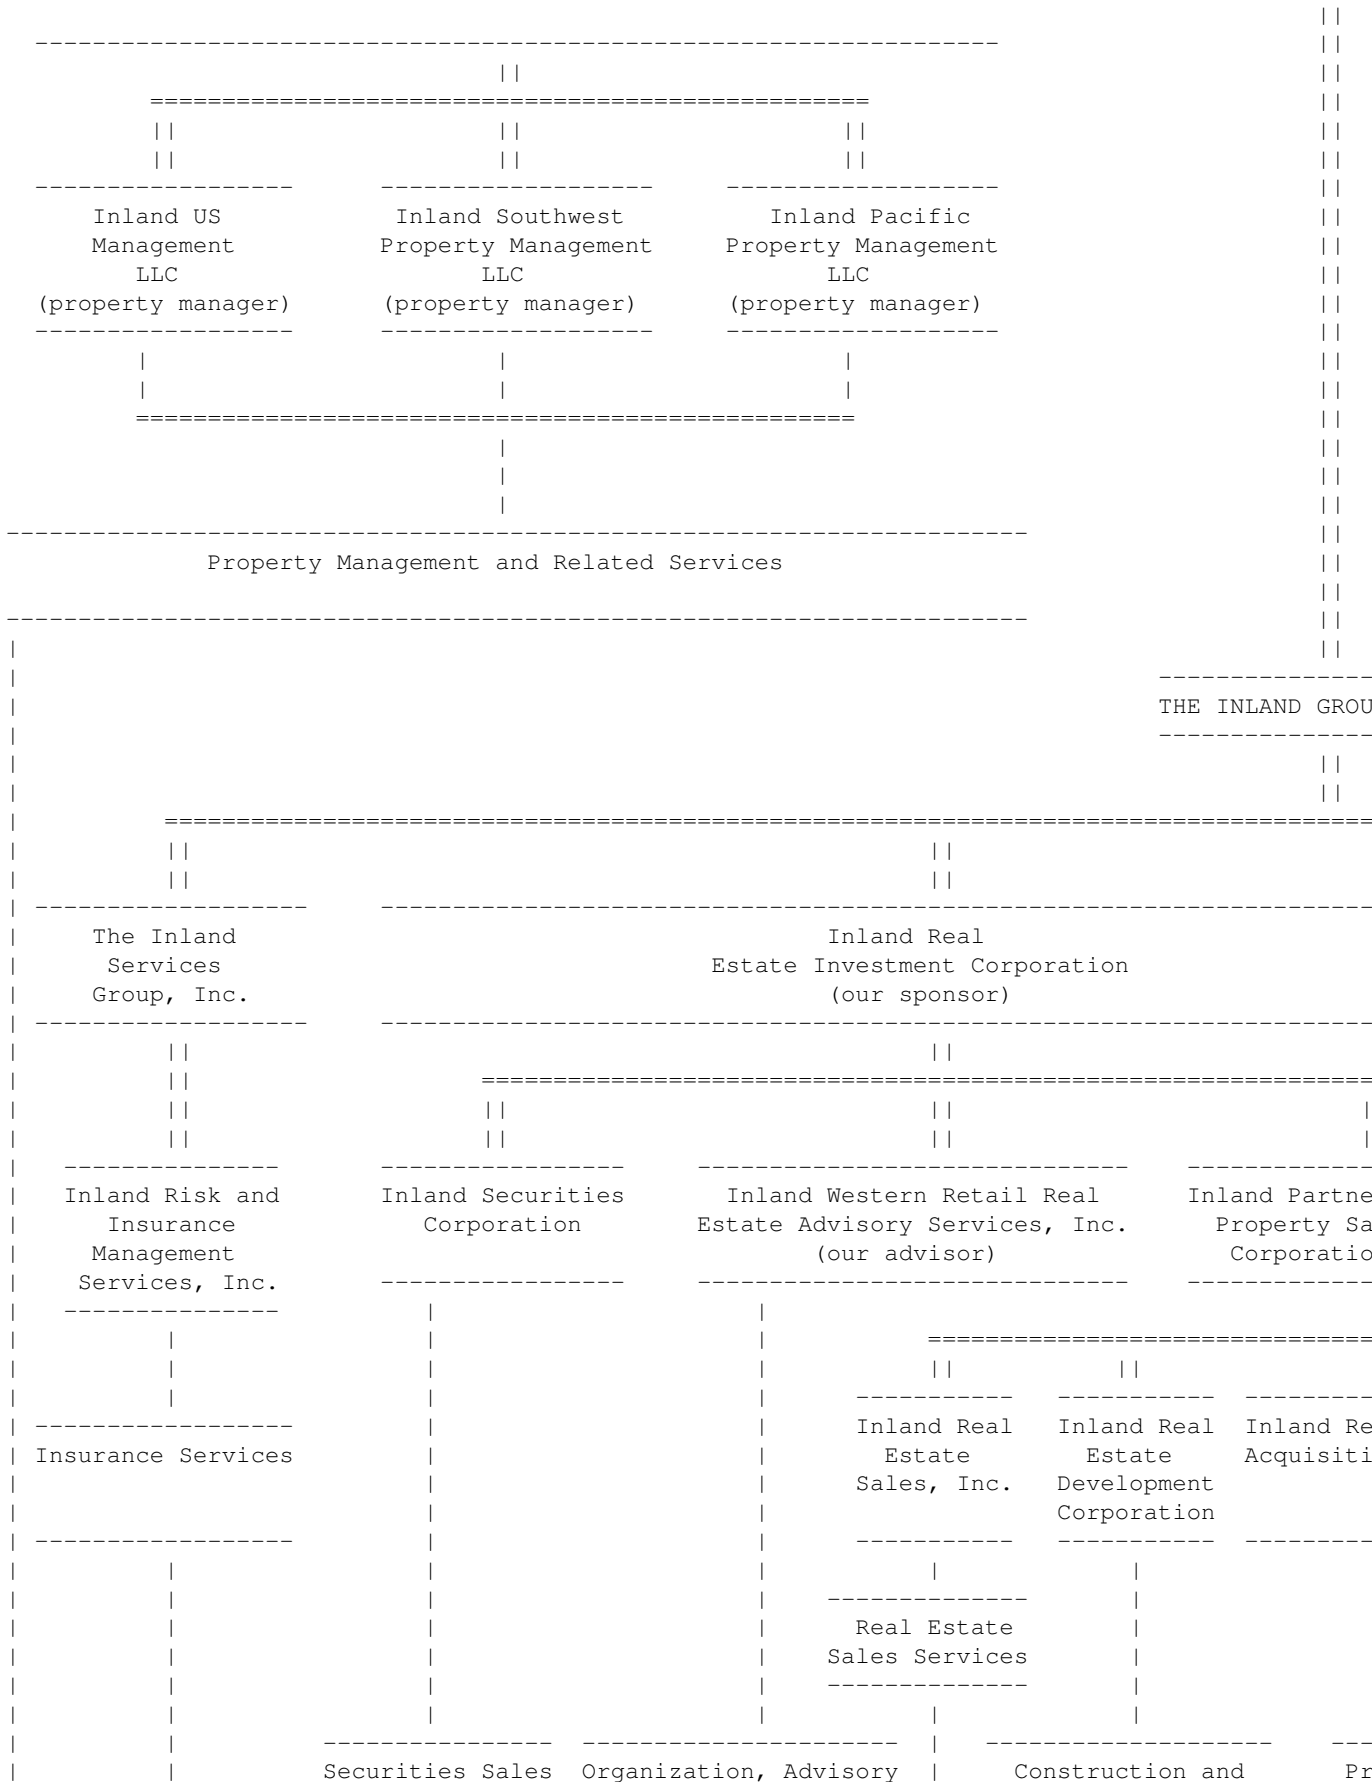 Inland US Inland Southwest Inland Pacific
Management Property Management Property Management
LLC LLC LLC
(property manager) (property manager) (property manager)
Property Management and Related Services
THE INLAND GROU
The Inland Inland Real
Services Estate Investment Corporation
Group, Inc. (our sponsor)
Inland Risk and Inland Securities Inland Western Retail Real Inland Partne
Insurance Corporation Estate Advisory Services, Inc. Property Sa
Management (our advisor) Corporatio
Services, Inc.
Inland Real Inland Real Inland Re
Insurance Services Estate Estate Acquisiti
Sales, Inc. Development
Corporation
Real Estate
Sales Services
Securities Sales Organization, Advisory Construction and Pr